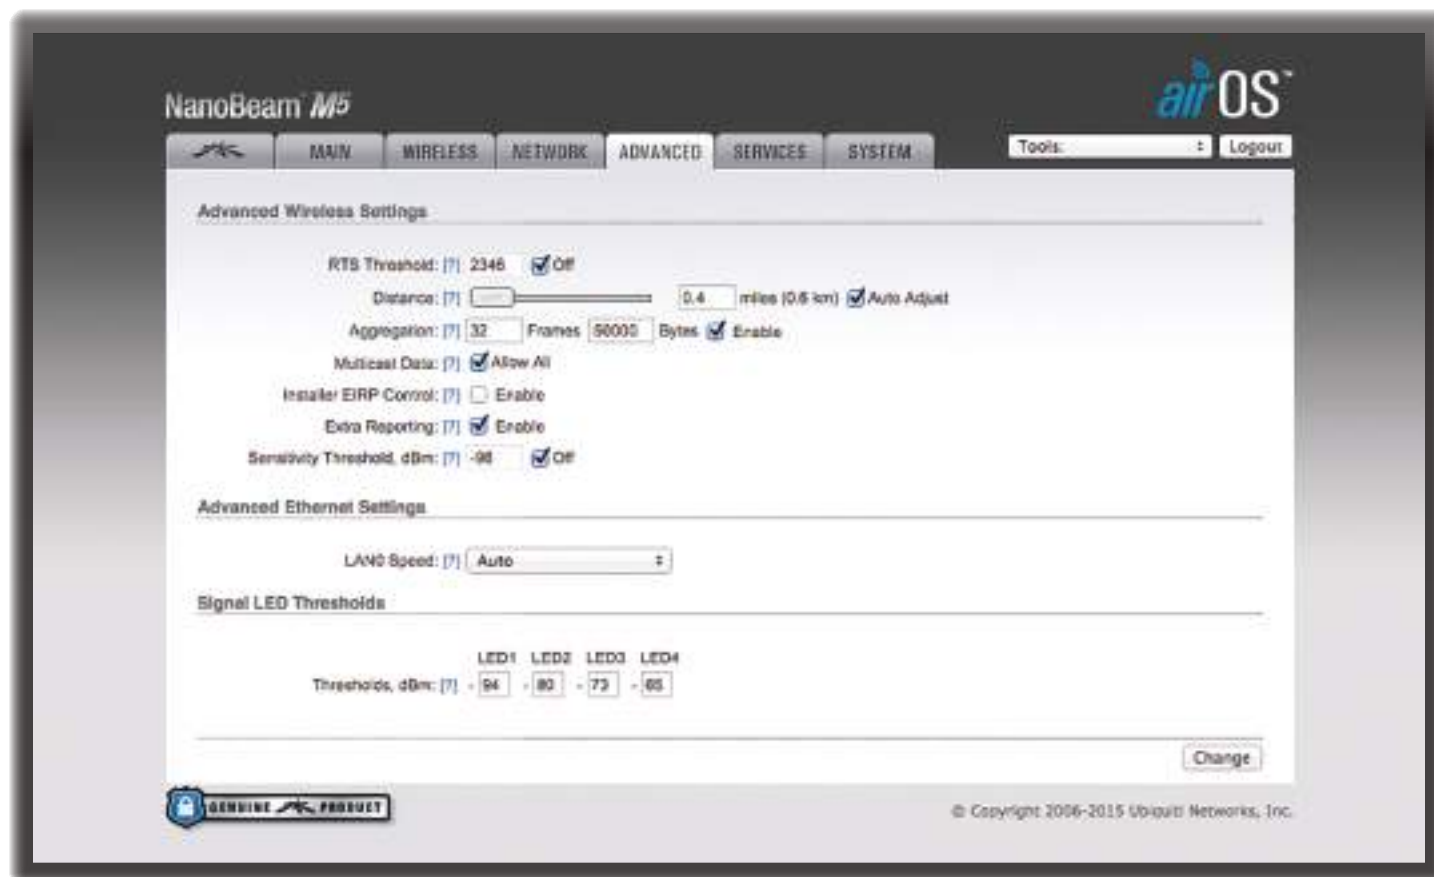 NanoBeam M5
airOS™
MAIN WIRELESS NETWORK ADVANCED SERVICES SYSTEM Tools: Logout
Advanced Wireless Settings
RTS Threshold: [?] 2346 Off
Distance: [?] 0.4 miles (0.6 km) Auto Adjust
Aggregation: [?] 32 Frames 50000 Bytes Enable
Multicast Data: [?] Allow All
Installer EIRP Control: [?] Enable
Extra Reporting: [?] Enable
Sensitivity Threshold, dBm: [?] -96 Off
Advanced Ethernet Settings
LAN0 Speed: [?] Auto
Signal LED Thresholds
LED1 LED2 LED3 LED4
Thresholds, dBm: [?] - 94 - 80 - 73 - 65
Change
GENUINE PRODUCT
© Copyright 2006-2015 Ubiquiti Networks, Inc.